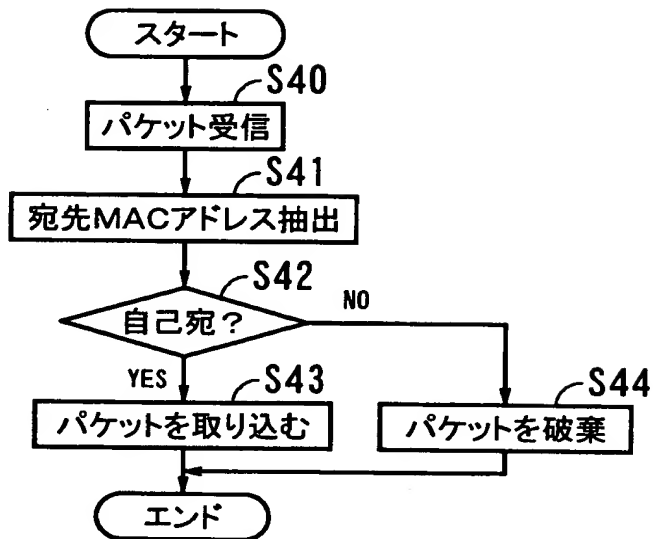 スタート
S40
パケット受信
S41
宛先MACアドレス抽出
S42
自己宛？
NO
YES
S43
パケットを取り込む
S44
パケットを破棄
エンド